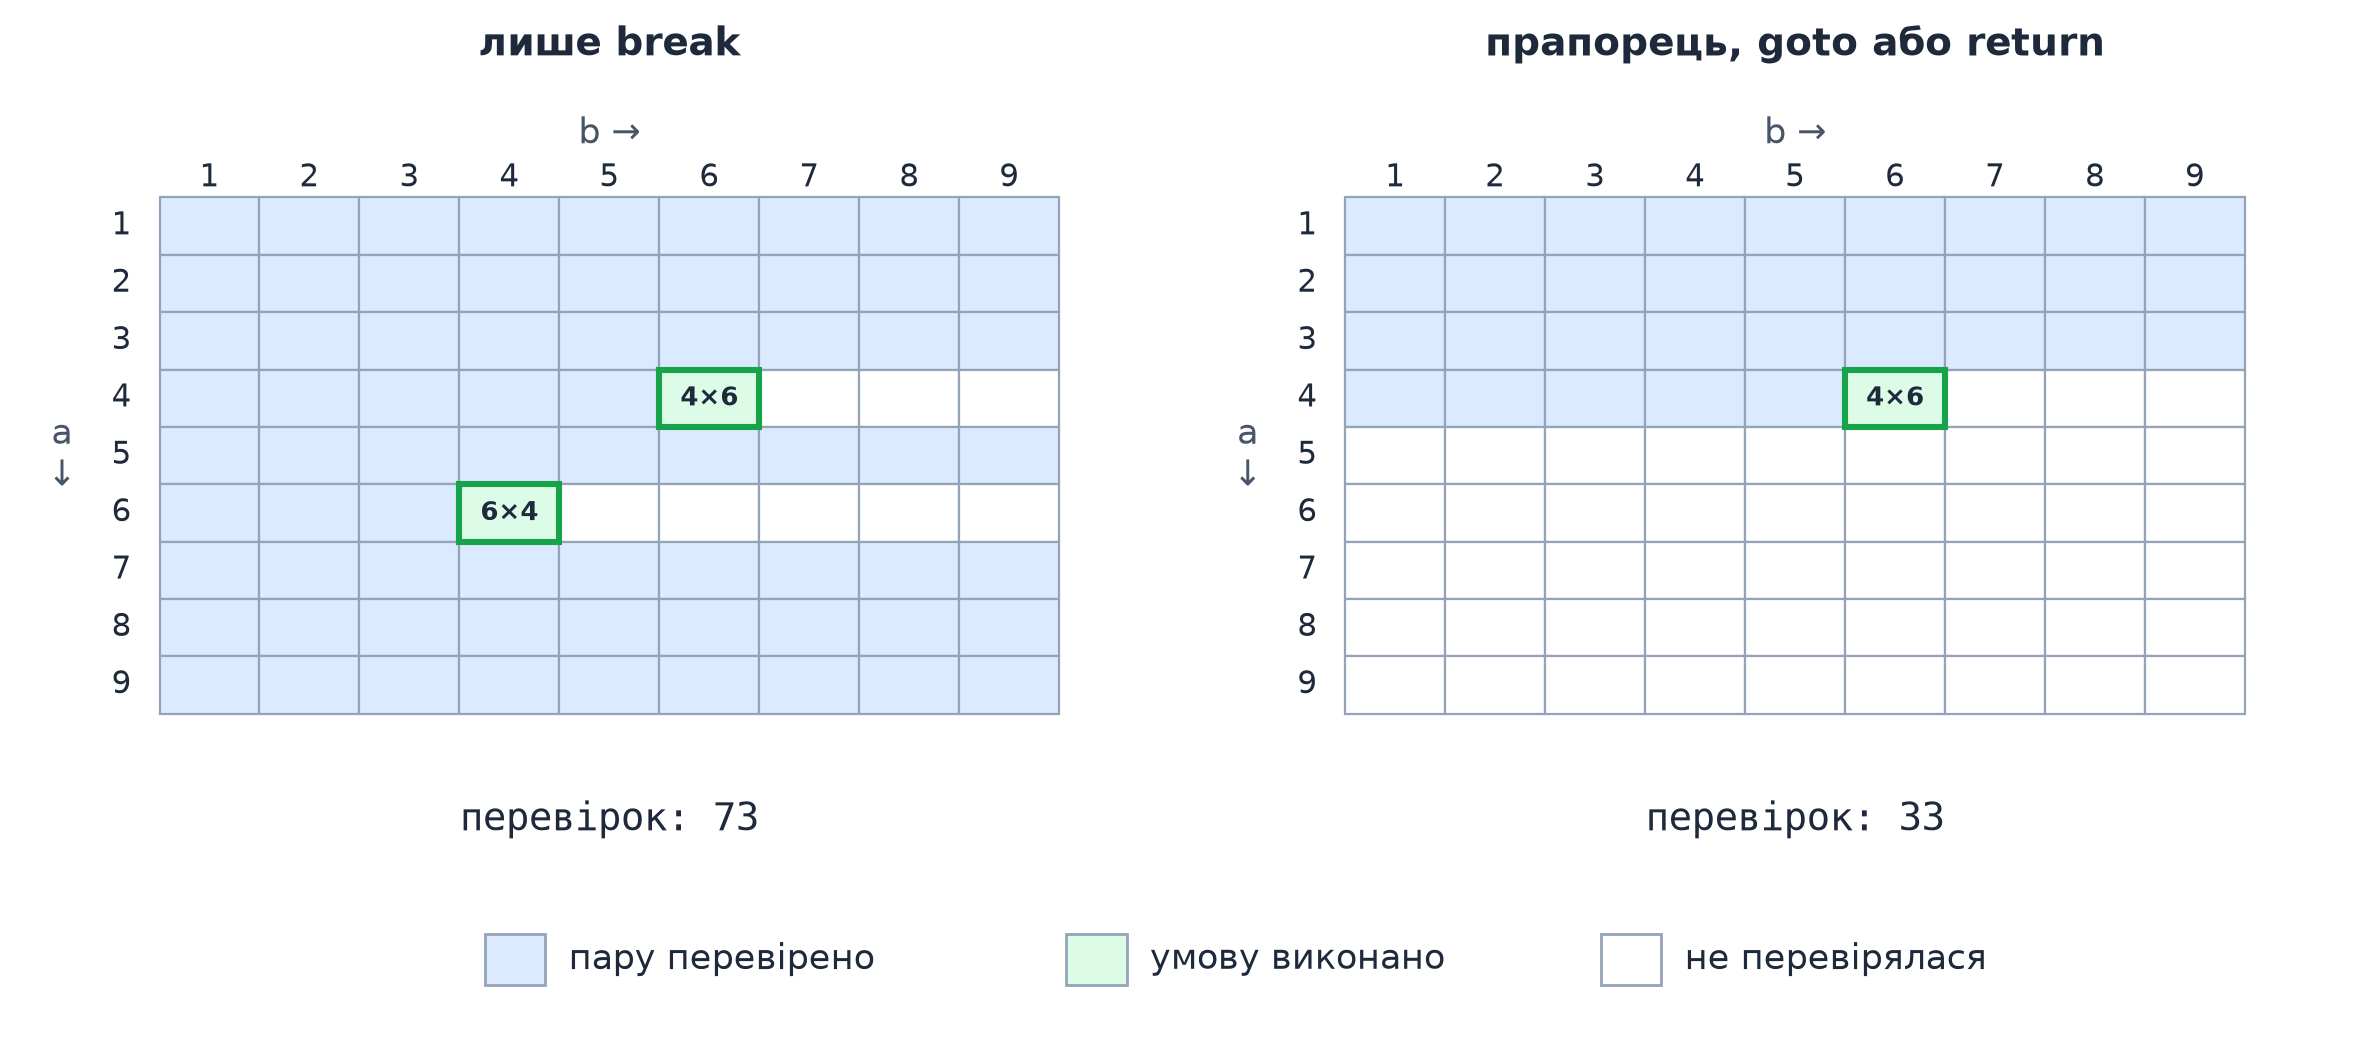 лише break
b →
1 2 3 4 5 6 7 8 9
1
2
3
4 4×6
a
↓
5
6 6×4
7
8
9
перевірок: 73
прапорець, goto або return
b →
1 2 3 4 5 6 7 8 9
1
2
3
4 4×6
a
↓
5
6
7
8
9
перевірок: 33
пару перевірено
умову виконано
не перевірялася